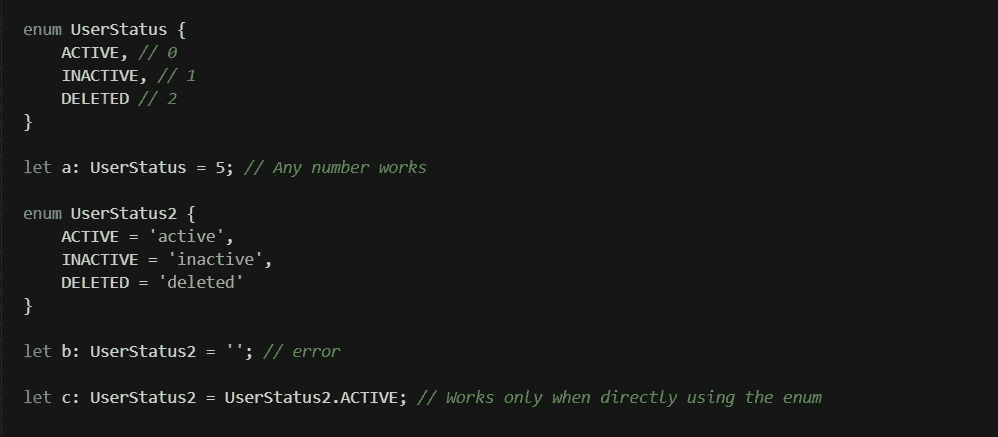 enum UserStatus {
ACTIVE, // 0
INACTIVE, // 1
DELETED // 2
}
let a: UserStatus = 5; // Any number works
enum UserStatus2 {
ACTIVE = 'active',
INACTIVE = 'inactive',
DELETED = 'deleted'
}
let b: UserStatus2 = ''; // error
let c: UserStatus2 = UserStatus2.ACTIVE; // Works only when directly using the enum